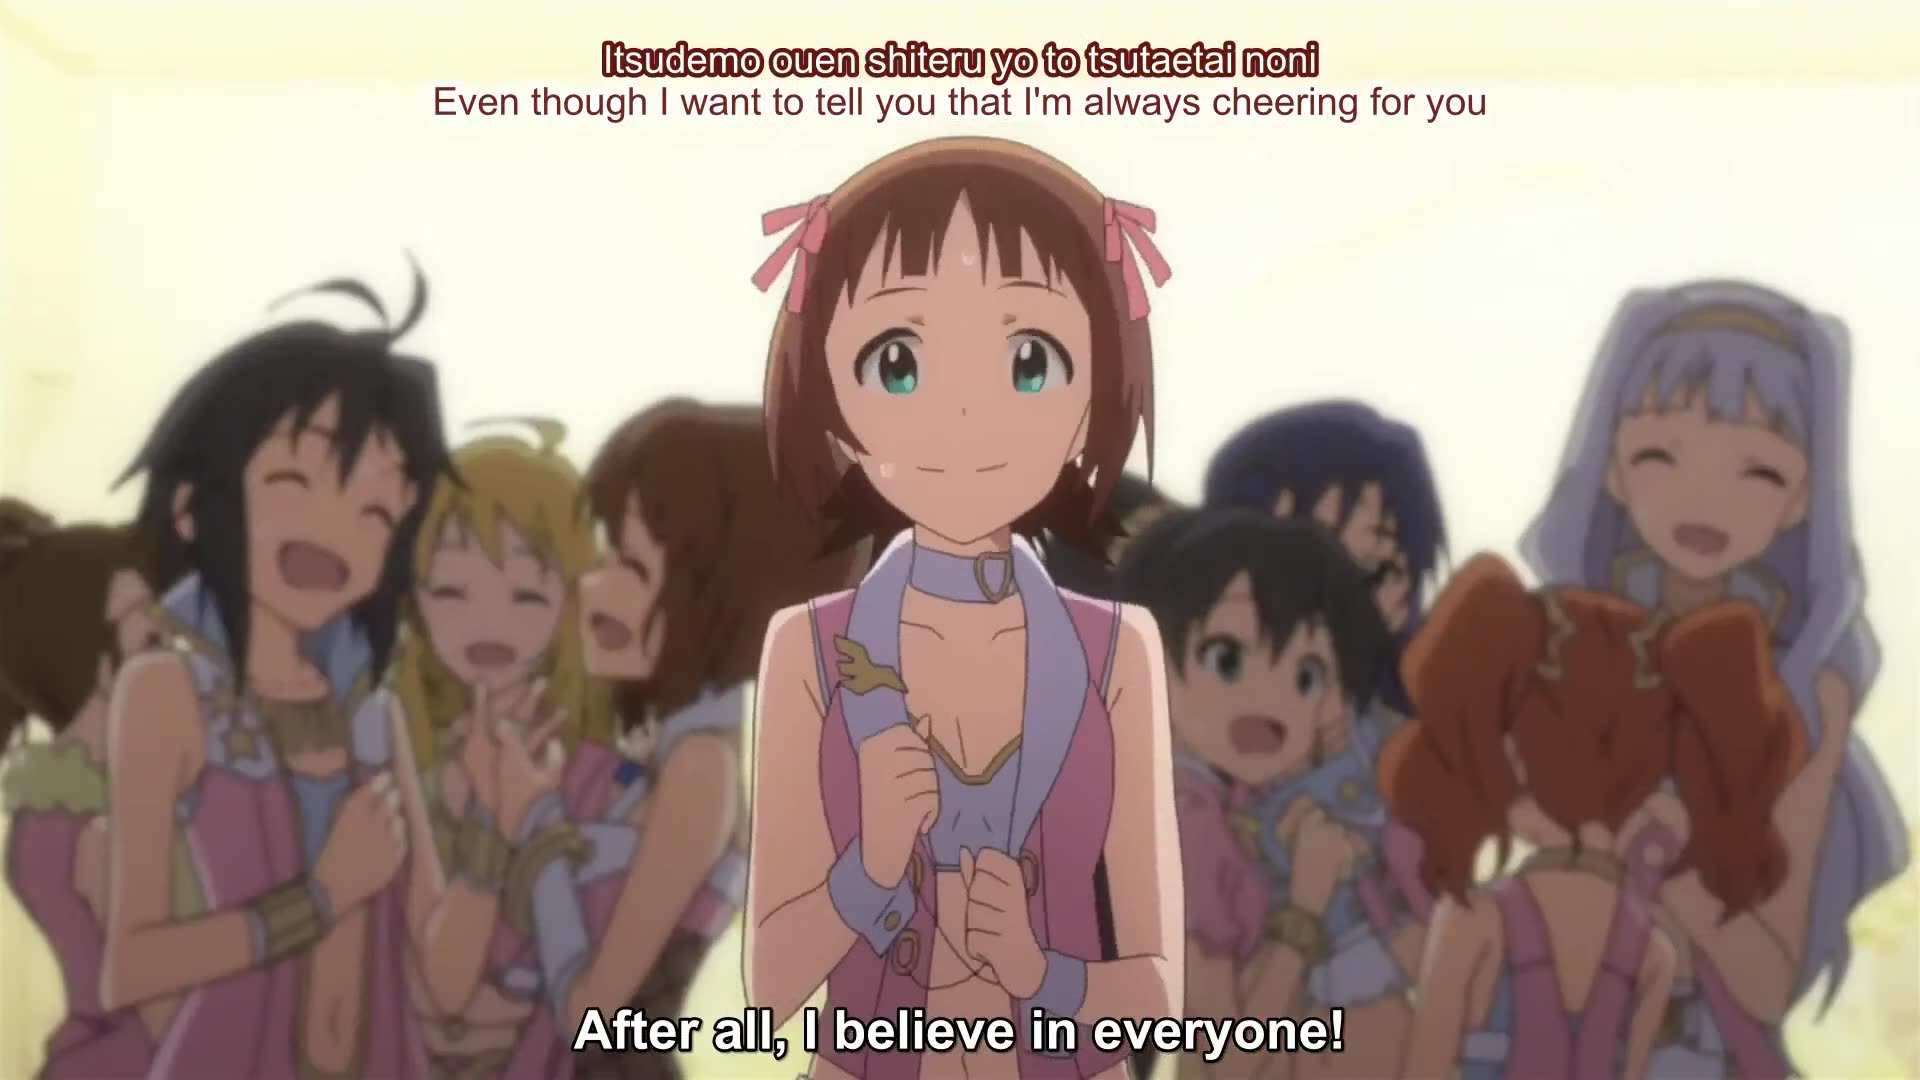 Itsudemo ouen shiteru yo to tsutaetai noni
Even though I want to tell you that I'm always cheering for you
After all, I believe in everyone!